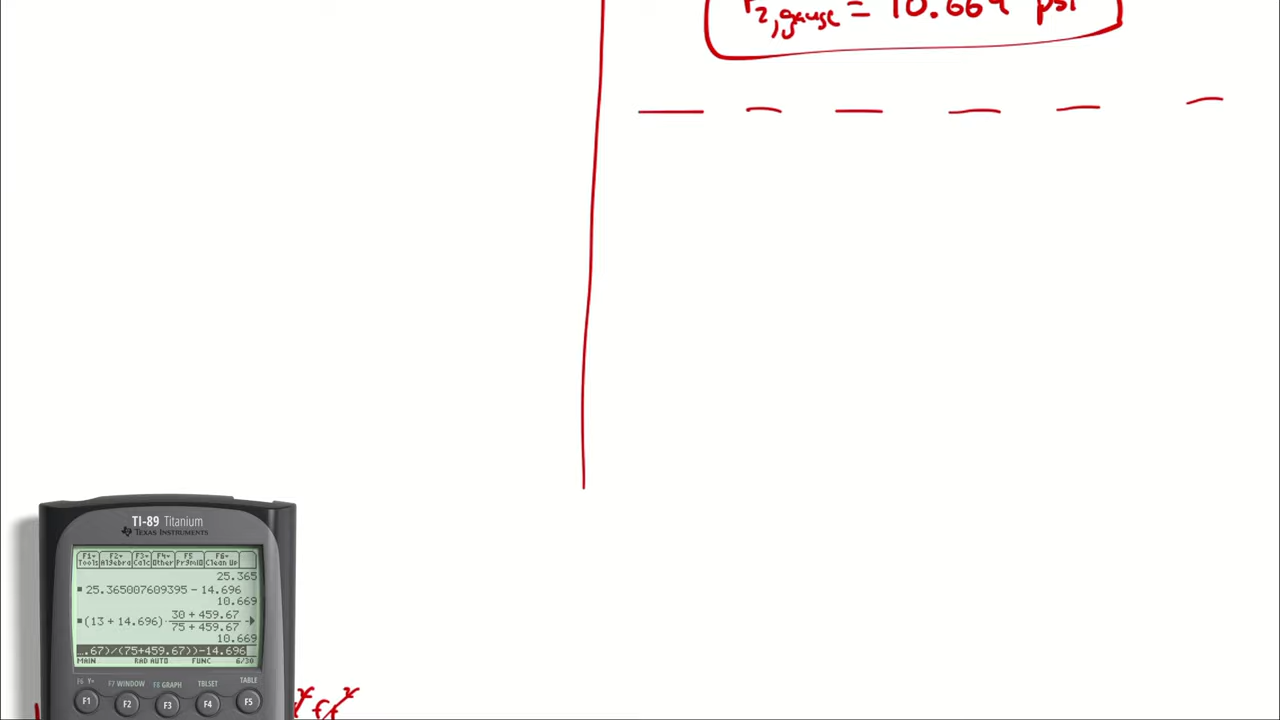 P2,gauge = 10.669 psi
TI-89 Titanium
TEXAS INSTRUMENTS
F1 F2 F3 F4 F5 F6
Tools Algebra Calc Other PrgmIO Clean Up
25.365
25.365007609395 - 14.696
10.669
(13 + 14.696)· 30 + 459.67
75 + 459.67
10.669
...67)/(75+459.67))-14.696
MAIN RAD AUTO FUNC 6/30
F6 Y= F7 WINDOW F8 GRAPH TBLSET TABLE
F1 F2 F3 F4 F5